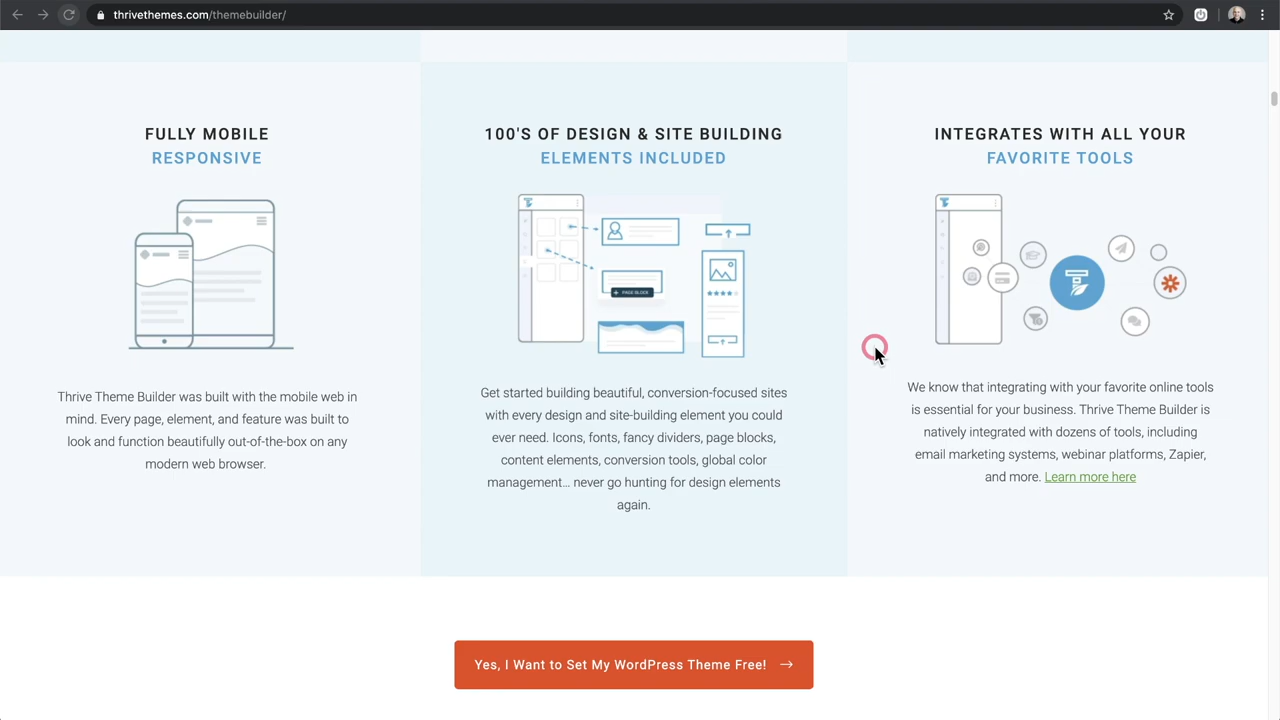 thrivethemes.com/themebuilder/
FULLY MOBILE
RESPONSIVE
Thrive Theme Builder was built with the mobile web in
mind. Every page, element, and feature was built to
look and function beautifully out-of-the-box on any
modern web browser.
100'S OF DESIGN & SITE BUILDING
ELEMENTS INCLUDED
+ PAGE BLOCK
Get started building beautiful, conversion-focused sites
with every design and site-building element you could
ever need. Icons, fonts, fancy dividers, page blocks,
content elements, conversion tools, global color
management... never go hunting for design elements
again.
INTEGRATES WITH ALL YOUR
FAVORITE TOOLS
We know that integrating with your favorite online tools
is essential for your business. Thrive Theme Builder is
natively integrated with dozens of tools, including
email marketing systems, webinar platforms, Zapier,
and more. Learn more here
Yes, I Want to Set My WordPress Theme Free! →